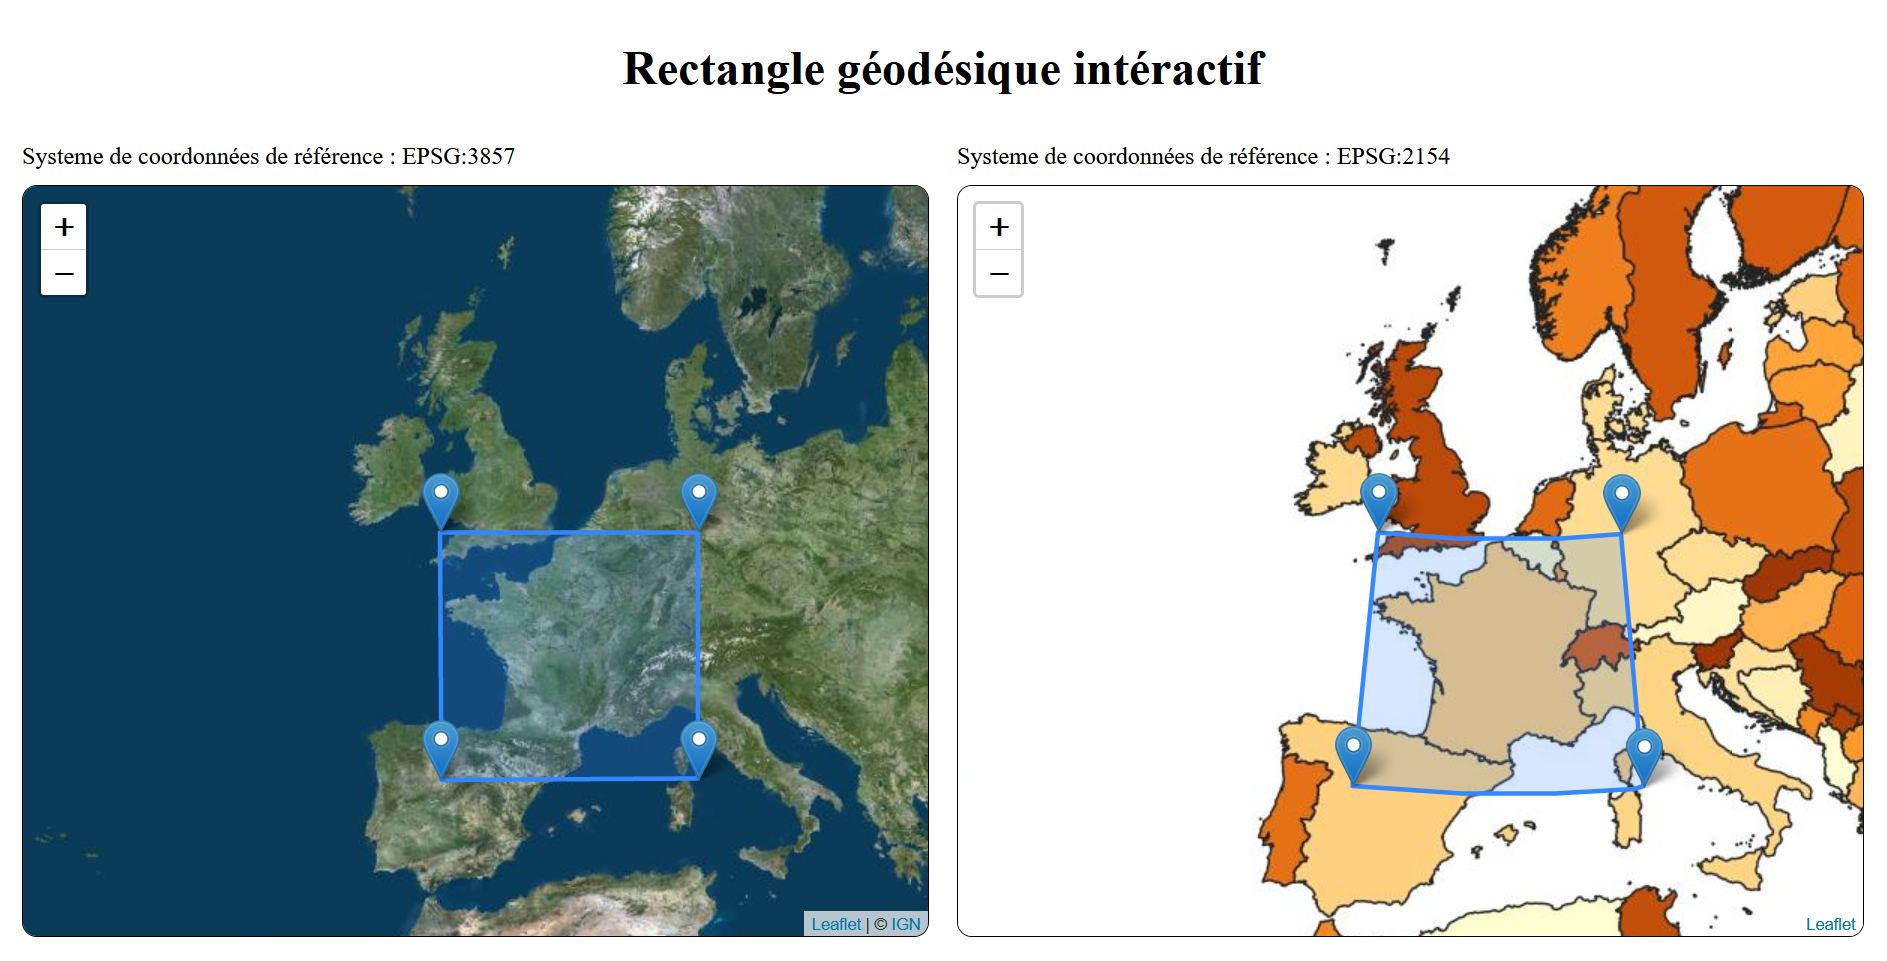 Rectangle géodésique intéractif
Systeme de coordonnées de référence : EPSG:3857
Systeme de coordonnées de référence : EPSG:2154
+
−
+
−
Leaflet | © IGN
Leaflet